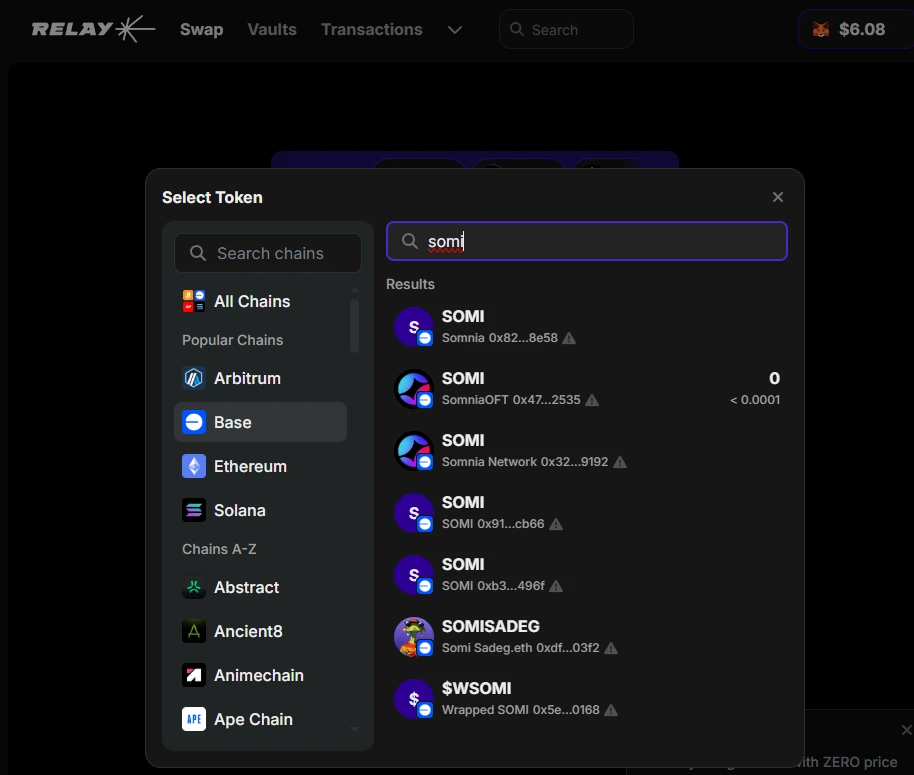 RELAY Swap Vaults Transactions Search $6.08
Select Token
Search chains
All Chains
Popular Chains
Arbitrum
Base
Ethereum
Solana
Chains A-Z
Abstract
Ancient8
Animechain
APE Ape Chain
somi
Results
S SOMI
Somnia 0x82...8e58
SOMI 0
SomniaOFT 0x47...2535 < 0.0001
SOMI
Somnia Network 0x32...9192
S SOMI
SOMI 0x91...cb66
S SOMI
SOMI 0xb3...496f
SOMISADEG
Somi Sadeg.eth 0xdf...03f2
$ $WSOMI
Wrapped SOMI 0x5e...0168
with ZERO price